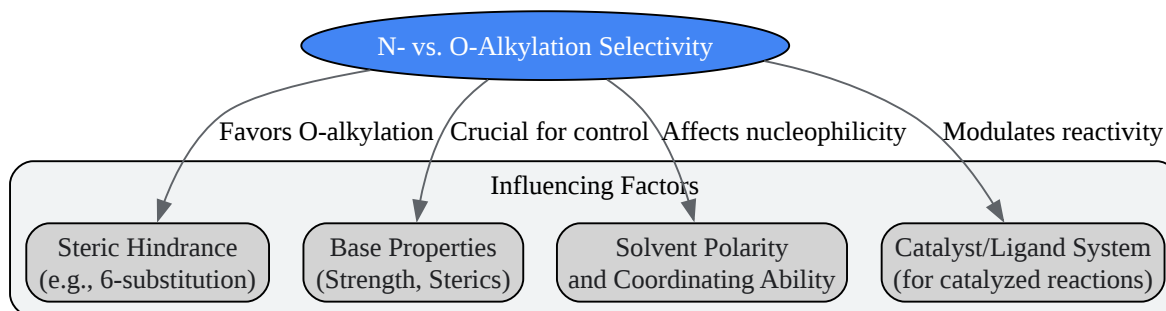 N- vs. O-Alkylation Selectivity
Favors O-alkylation
Crucial for control
Affects nucleophilicity
Modulates reactivity
Influencing Factors
Steric Hindrance
(e.g., 6-substitution)
Base Properties
(Strength, Sterics)
Solvent Polarity
and Coordinating Ability
Catalyst/Ligand System
(for catalyzed reactions)